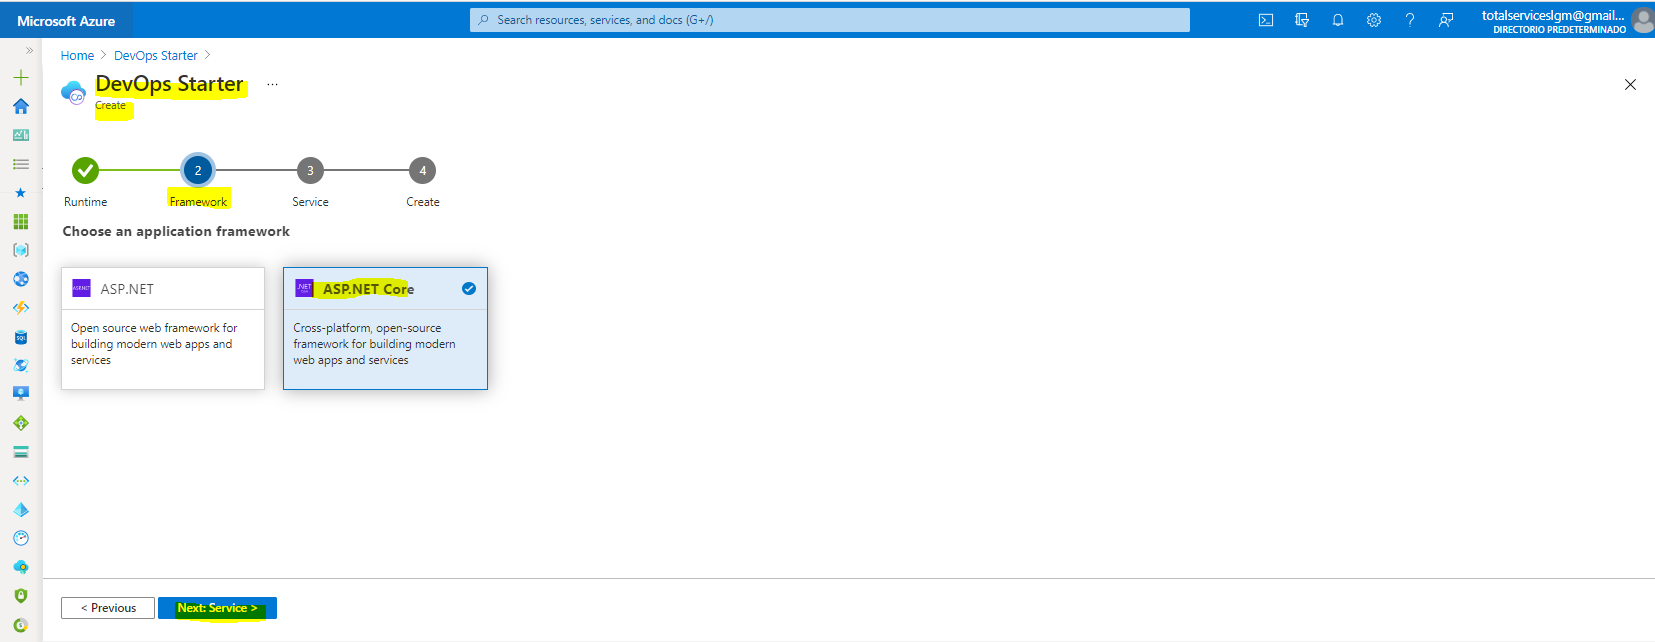 Microsoft Azure
Search resources, services, and docs (G+/)
totalserviceslgm@gmail...
DIRECTORIO PREDETERMINADO
Home > DevOps Starter >
DevOps Starter ...
Create
2 3 4
Runtime Framework Service Create
Choose an application framework
ASP.NET
Open source web framework for
building modern web apps and
services
.NET
ASP.NET Core
Cross-platform, open-source
framework for building modern
web apps and services
< Previous
Next: Service >